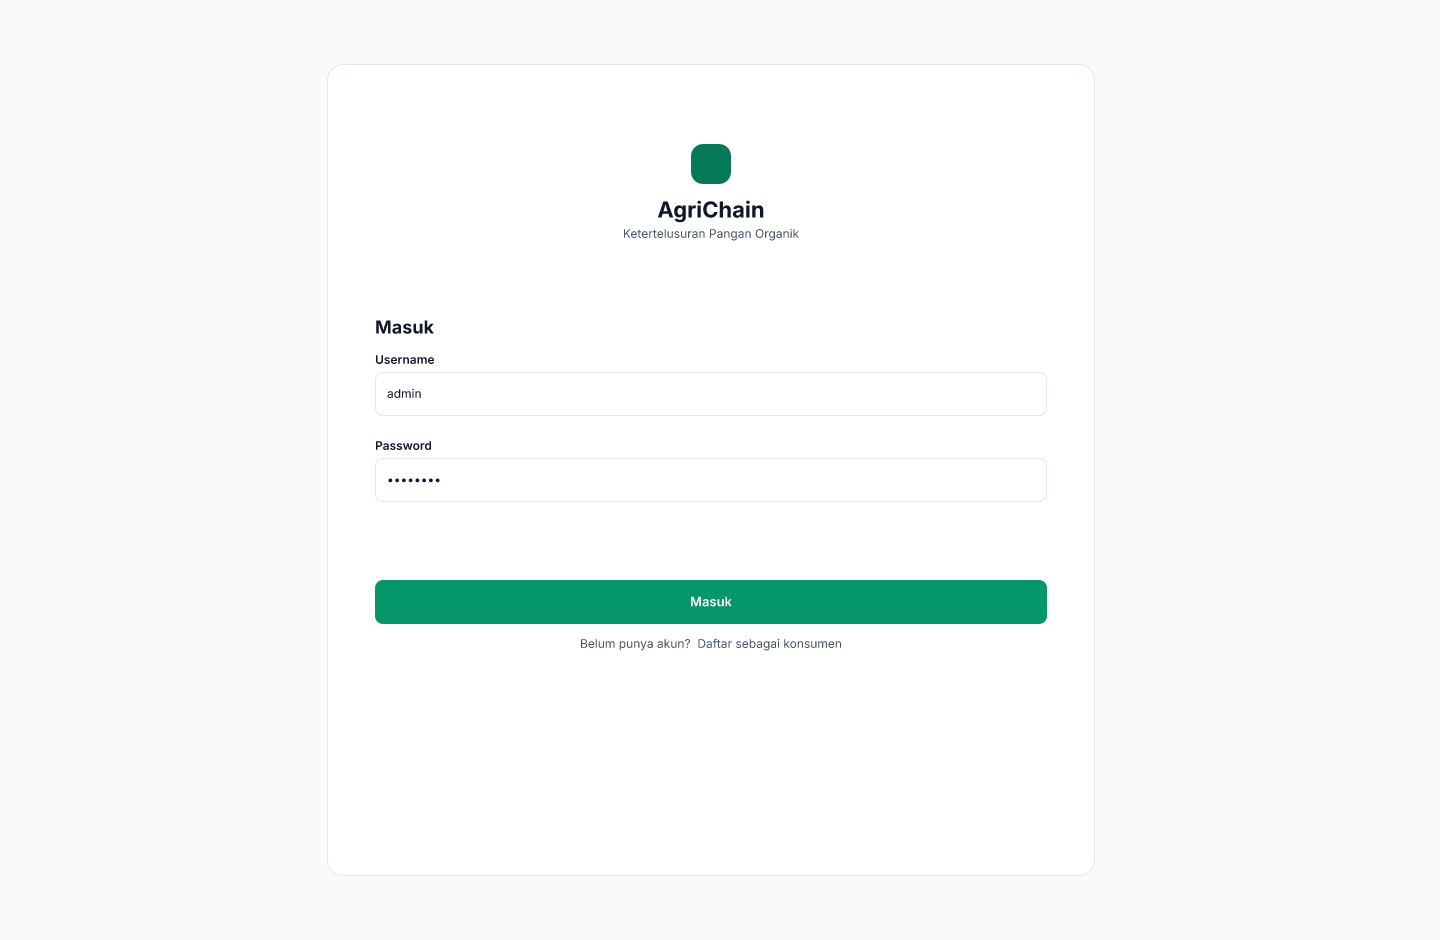 AgriChain
Ketertelusuran Pangan Organik
Masuk
Username
admin
Password
••••••••
Masuk
Belum punya akun? Daftar sebagai konsumen